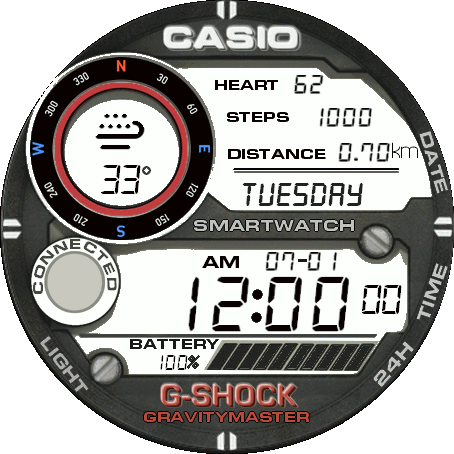 CASIO
N
30
60
E
120
150
S
210
240
W
300
330
33°
HEART 62
STEPS 1000
DISTANCE 0.70km
TUESDAY
SMARTWATCH
DATE
CONNECTED
AM 07-01
12:00 00
TIME
BATTERY
100%
LIGHT
24H
G-SHOCK
GRAVITYMASTER